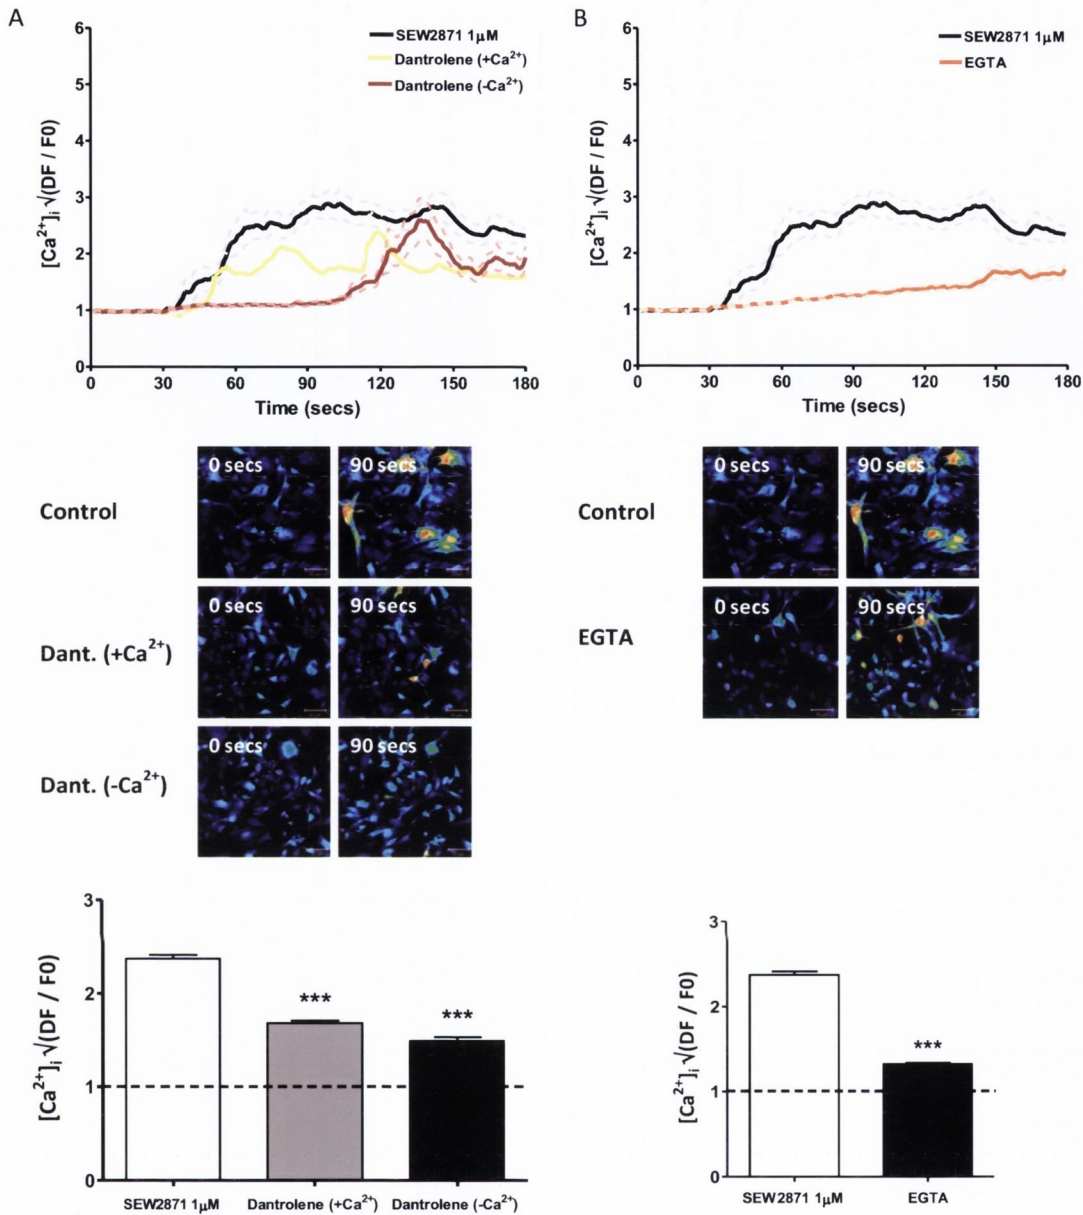 A
SEW2871 1µM
Dantrolene (+Ca²⁺)
Dantrolene (-Ca²⁺)
[Ca²⁺]ᵢ √(DF / F0)
6
5
4
3
2
1
0
0 30 60 90 120 150 180
Time (secs)
Control
0 secs 90 secs
Dant. (+Ca²⁺)
0 secs 90 secs
Dant. (-Ca²⁺)
0 secs 90 secs
[Ca²⁺]ᵢ √(DF / F0)
3
2
1
0
***
***
SEW2871 1µM Dantrolene (+Ca²⁺) Dantrolene (-Ca²⁺)
B
SEW2871 1µM
EGTA
[Ca²⁺]ᵢ √(DF / F0)
6
5
4
3
2
1
0
0 30 60 90 120 150 180
Time (secs)
Control
0 secs 90 secs
EGTA
0 secs 90 secs
[Ca²⁺]ᵢ √(DF / F0)
3
2
1
0
***
SEW2871 1µM EGTA